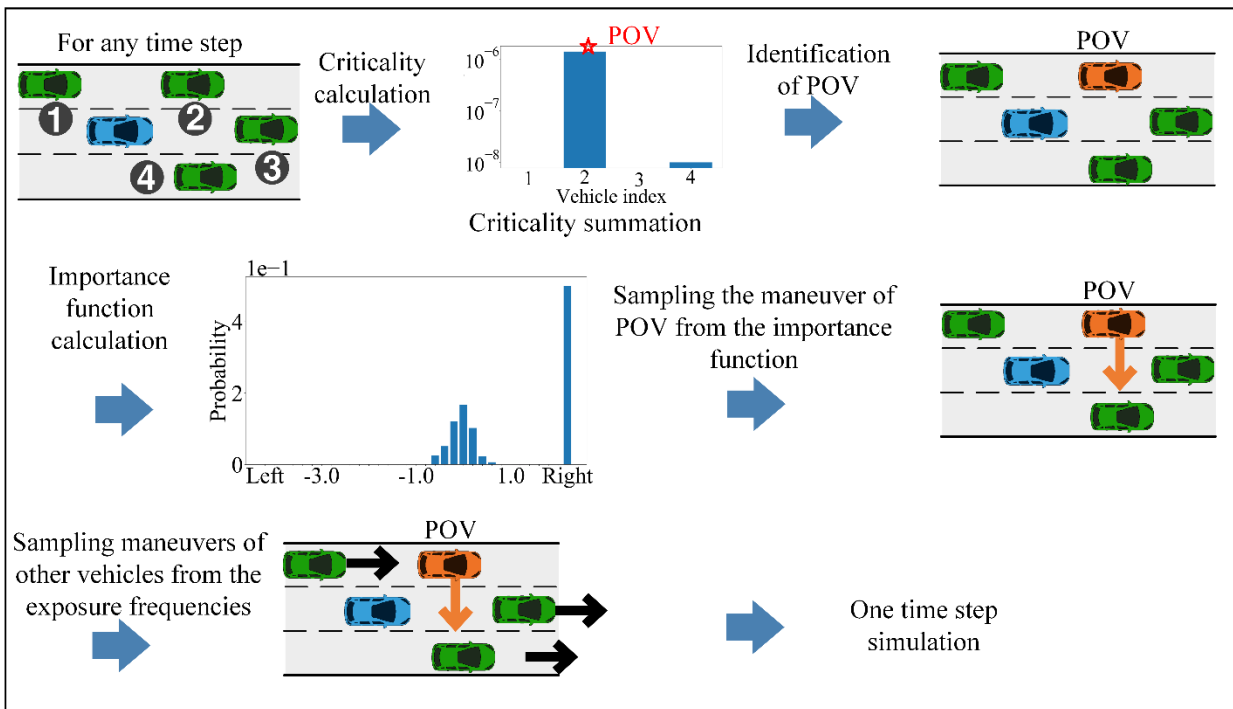 For any time step
1
2
3
4
Criticality
calculation
POV
10⁻⁶
10⁻⁷
10⁻⁸
1 2 3 4
Vehicle index
Criticality summation
Identification
of POV
POV
Importance
function
calculation
1e−1
Probability
4
2
0
Left -3.0 -1.0 1.0 Right
Sampling the maneuver of
POV from the importance
function
POV
Sampling maneuvers of
other vehicles from the
exposure frequencies
POV
One time step
simulation